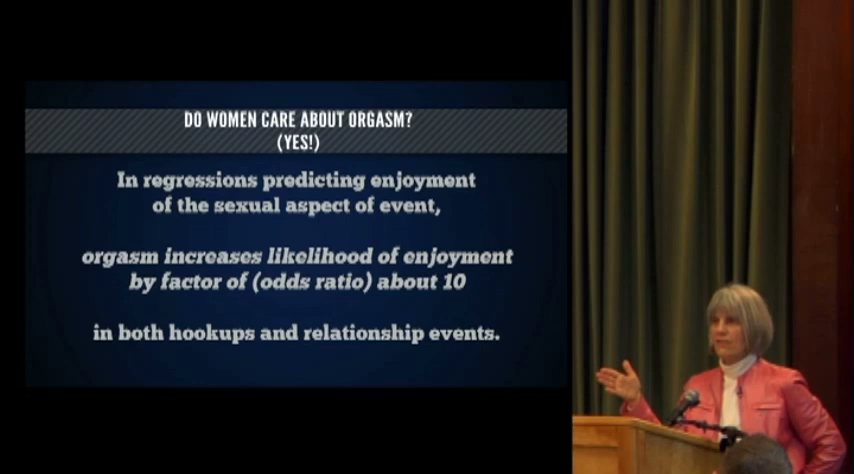 DO WOMEN CARE ABOUT ORGASM?
(YES!)
In regressions predicting enjoyment
of the sexual aspect of event,
orgasm increases likelihood of enjoyment
by factor of (odds ratio) about 10
in both hookups and relationship events.